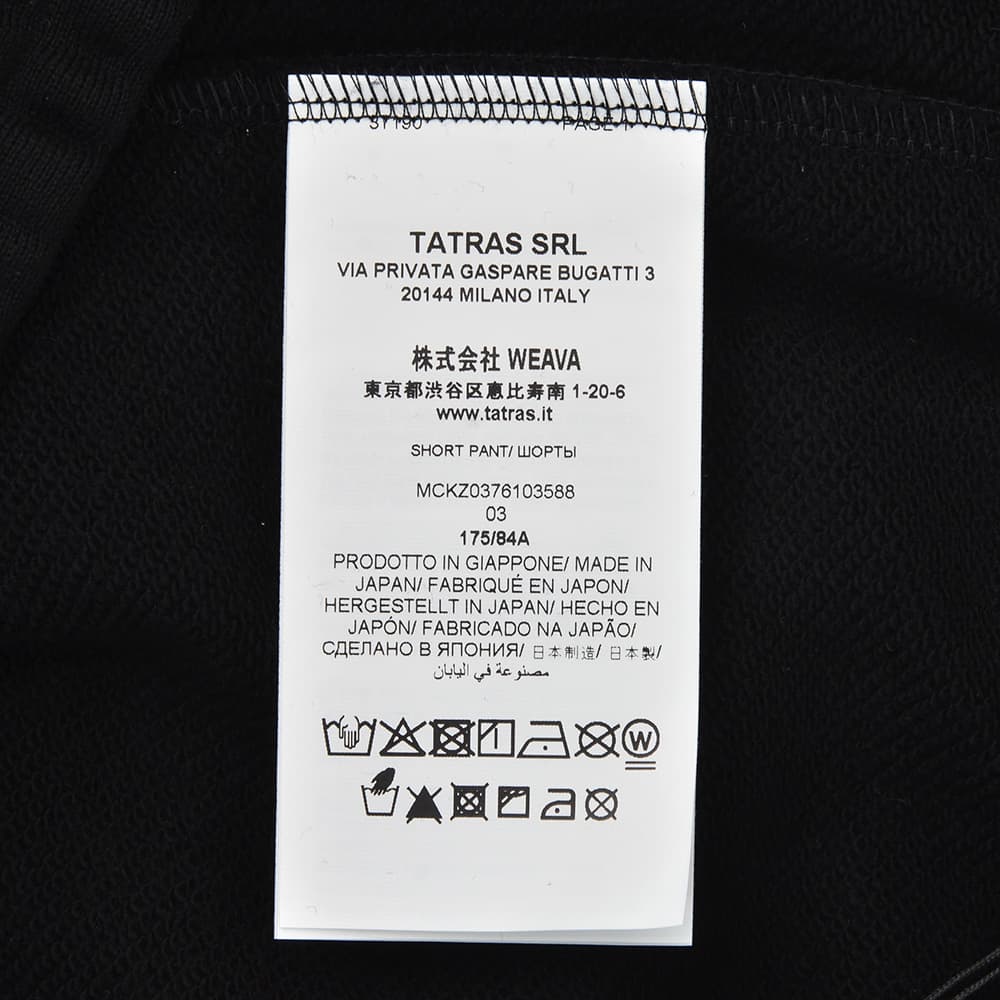 37190 PAGE 1
TATRAS SRL
VIA PRIVATA GASPARE BUGATTI 3
20144 MILANO ITALY
株式会社 WEAVA
東京都渋谷区恵比寿南 1-20-6
www.tatras.it
SHORT PANT/ ШОРТЫ
MCKZ0376103588
03
175/84A
PRODOTTO IN GIAPPONE/ MADE IN
JAPAN/ FABRIQUÉ EN JAPON/
HERGESTELLT IN JAPAN/ HECHO EN
JAPÓN/ FABRICADO NA JAPÃO/
СДЕЛАНО В ЯПОНИЯ/ 日本制造/ 日本製/
مصنوعة في اليابان
W